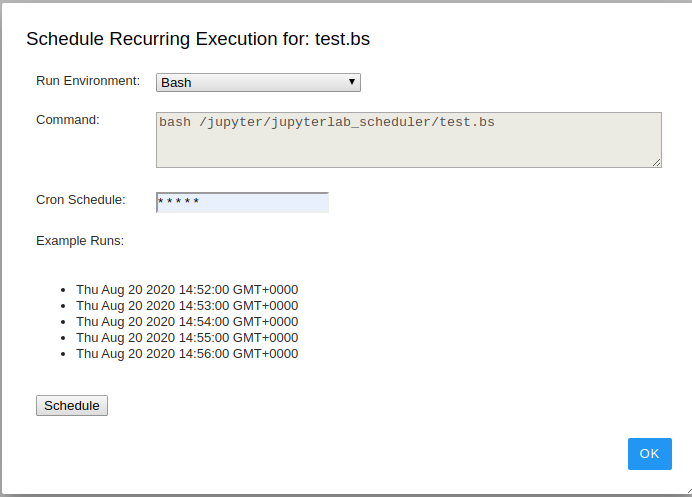 Schedule Recurring Execution for: test.bs
Run Environment: Bash
Command: bash /jupyter/jupyterlab_scheduler/test.bs
Cron Schedule: * * * * *
Example Runs:
Thu Aug 20 2020 14:52:00 GMT+0000
Thu Aug 20 2020 14:53:00 GMT+0000
Thu Aug 20 2020 14:54:00 GMT+0000
Thu Aug 20 2020 14:55:00 GMT+0000
Thu Aug 20 2020 14:56:00 GMT+0000
Schedule
OK